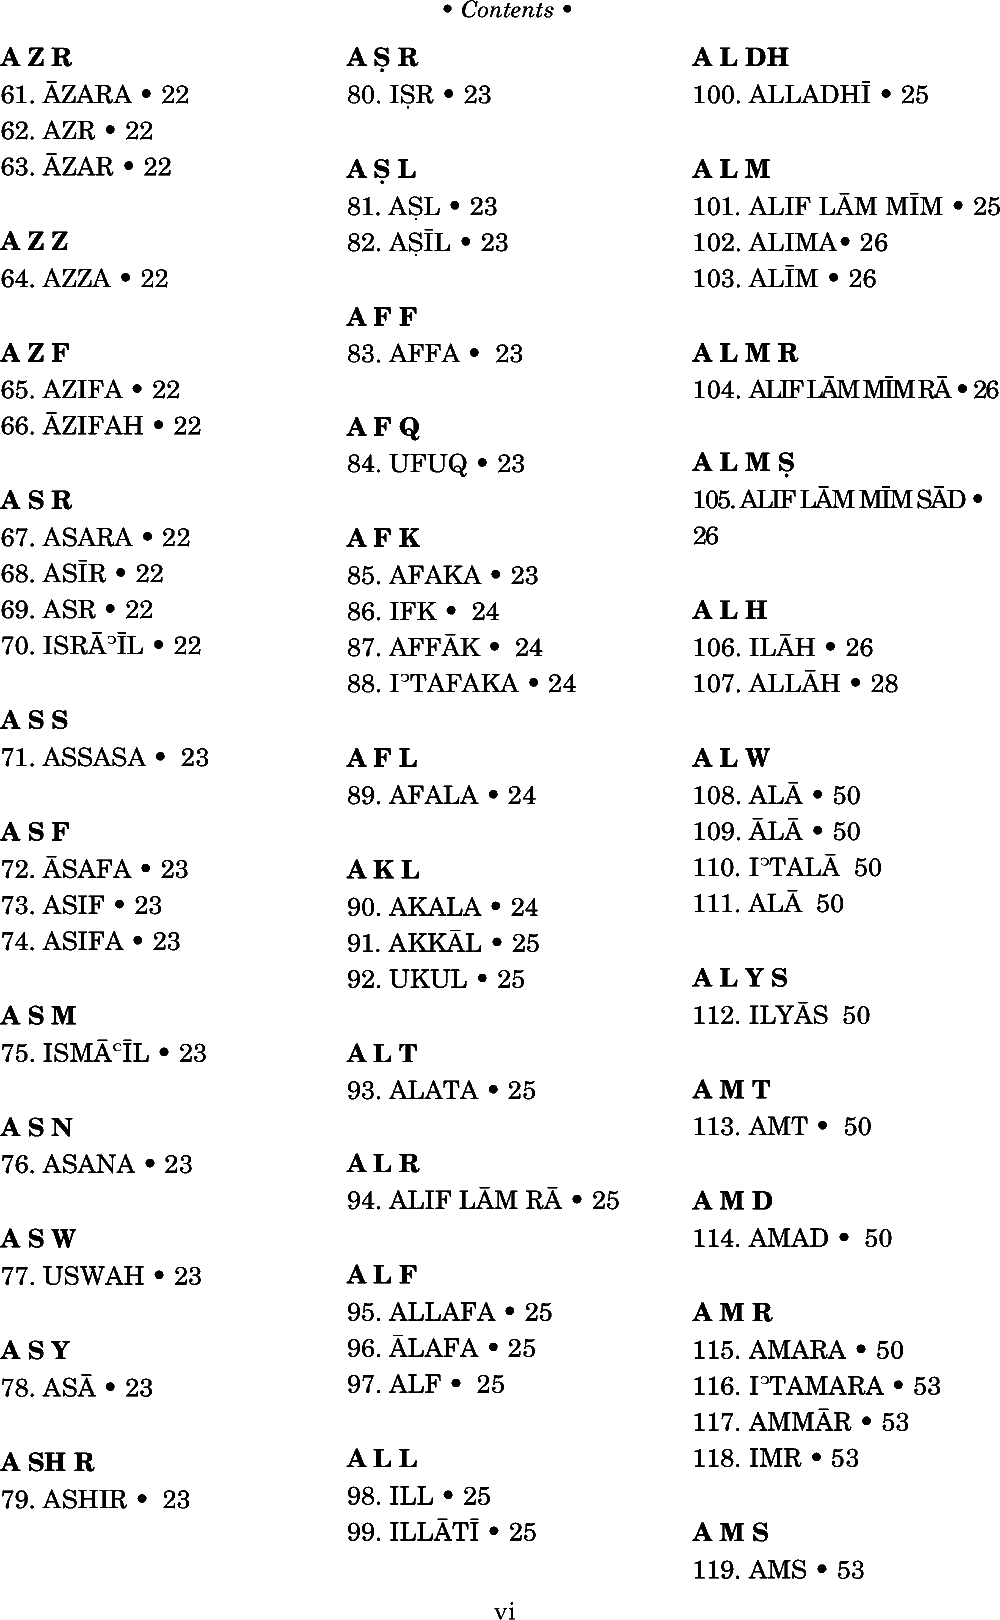 • Contents •
A Z R
61. ĀZARA • 22
62. AZR • 22
63. ĀZAR • 22
A Z Z
64. AZZA • 22
A Z F
65. AZIFA • 22
66. ĀZIFAH • 22
A S R
67. ASARA • 22
68. ASĪR • 22
69. ASR • 22
70. ISRĀʾĪL • 22
A S S
71. ASSASA • 23
A S F
72. ĀSAFA • 23
73. ASIF • 23
74. ASIFA • 23
A S M
75. ISMĀʿĪL • 23
A S N
76. ASANA • 23
A S W
77. USWAH • 23
A S Y
78. ASĀ • 23
A SH R
79. ASHIR • 23
A Ṣ R
80. IṢR • 23
A Ṣ L
81. AṢL • 23
82. AṢĪL • 23
A F F
83. AFFA • 23
A F Q
84. UFUQ • 23
A F K
85. AFAKA • 23
86. IFK • 24
87. AFFĀK • 24
88. IʾTAFAKA • 24
A F L
89. AFALA • 24
A K L
90. AKALA • 24
91. AKKĀL • 25
92. UKUL • 25
A L T
93. ALATA • 25
A L R
94. ALIF LĀM RĀ • 25
A L F
95. ALLAFA • 25
96. ĀLAFA • 25
97. ALF • 25
A L L
98. ILL • 25
99. ILLĀTĪ • 25
A L DH
100. ALLADHĪ • 25
A L M
101. ALIF LĀM MĪM • 25
102. ALIMA• 26
103. ALĪM • 26
A L M R
104. ALIF LĀM MĪM RĀ • 26
A L M Ṣ
105. ALIF LĀM MĪM SĀD •
26
A L H
106. ILĀH • 26
107. ALLĀH • 28
A L W
108. ALĀ • 50
109. ĀLĀ • 50
110. IʾTALĀ 50
111. ALĀ 50
A L Y S
112. ILYĀS 50
A M T
113. AMT • 50
A M D
114. AMAD • 50
A M R
115. AMARA • 50
116. IʾTAMARA • 53
117. AMMĀR • 53
118. IMR • 53
A M S
119. AMS • 53
vi